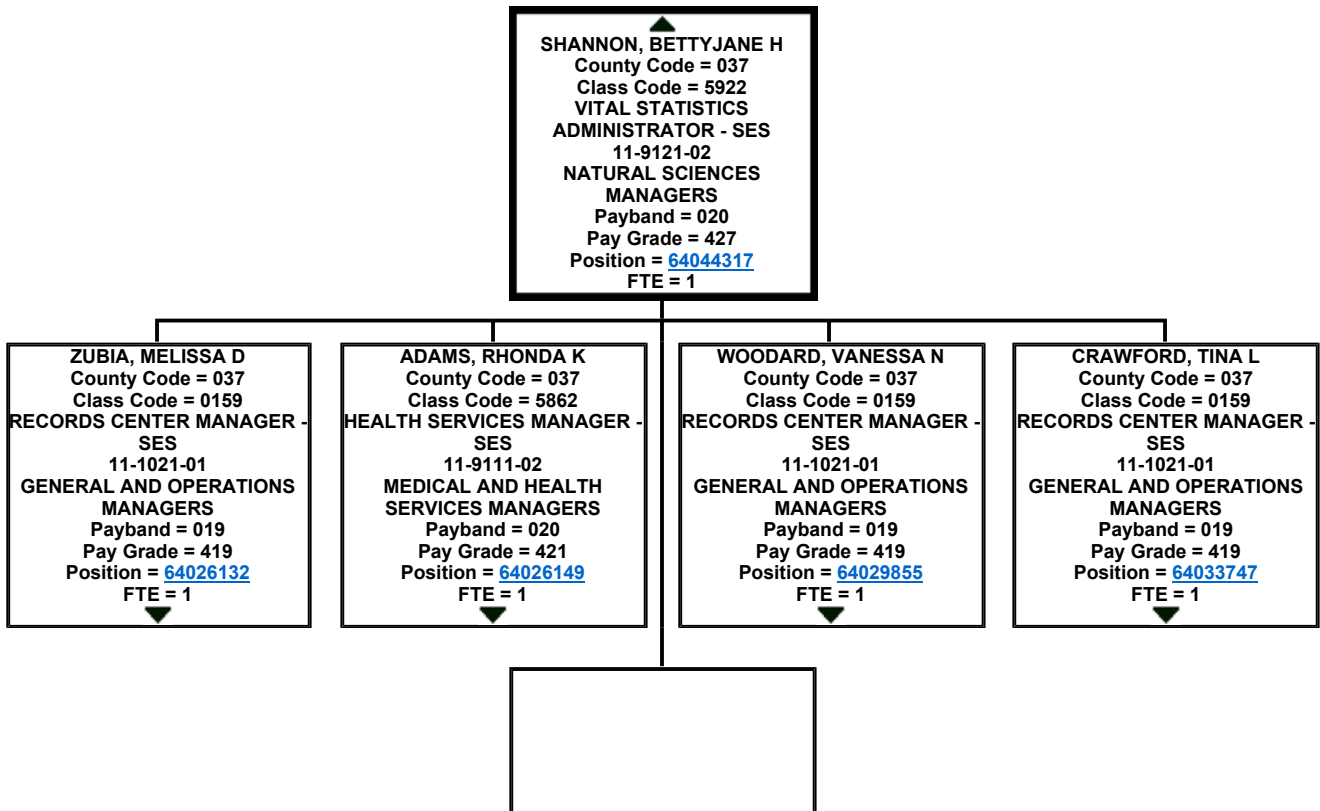 SHANNON, BETTYJANE H
County Code = 037
Class Code = 5922
VITAL STATISTICS
ADMINISTRATOR - SES
11-9121-02
NATURAL SCIENCES
MANAGERS
Payband = 020
Pay Grade = 427
Position = 64044317
FTE = 1
ZUBIA, MELISSA D
County Code = 037
Class Code = 0159
RECORDS CENTER MANAGER -
SES
11-1021-01
GENERAL AND OPERATIONS
MANAGERS
Payband = 019
Pay Grade = 419
Position = 64026132
FTE = 1
ADAMS, RHONDA K
County Code = 037
Class Code = 5862
HEALTH SERVICES MANAGER -
SES
11-9111-02
MEDICAL AND HEALTH
SERVICES MANAGERS
Payband = 020
Pay Grade = 421
Position = 64026149
FTE = 1
WOODARD, VANESSA N
County Code = 037
Class Code = 0159
RECORDS CENTER MANAGER -
SES
11-1021-01
GENERAL AND OPERATIONS
MANAGERS
Payband = 019
Pay Grade = 419
Position = 64029855
FTE = 1
CRAWFORD, TINA L
County Code = 037
Class Code = 0159
RECORDS CENTER MANAGER -
SES
11-1021-01
GENERAL AND OPERATIONS
MANAGERS
Payband = 019
Pay Grade = 419
Position = 64033747
FTE = 1